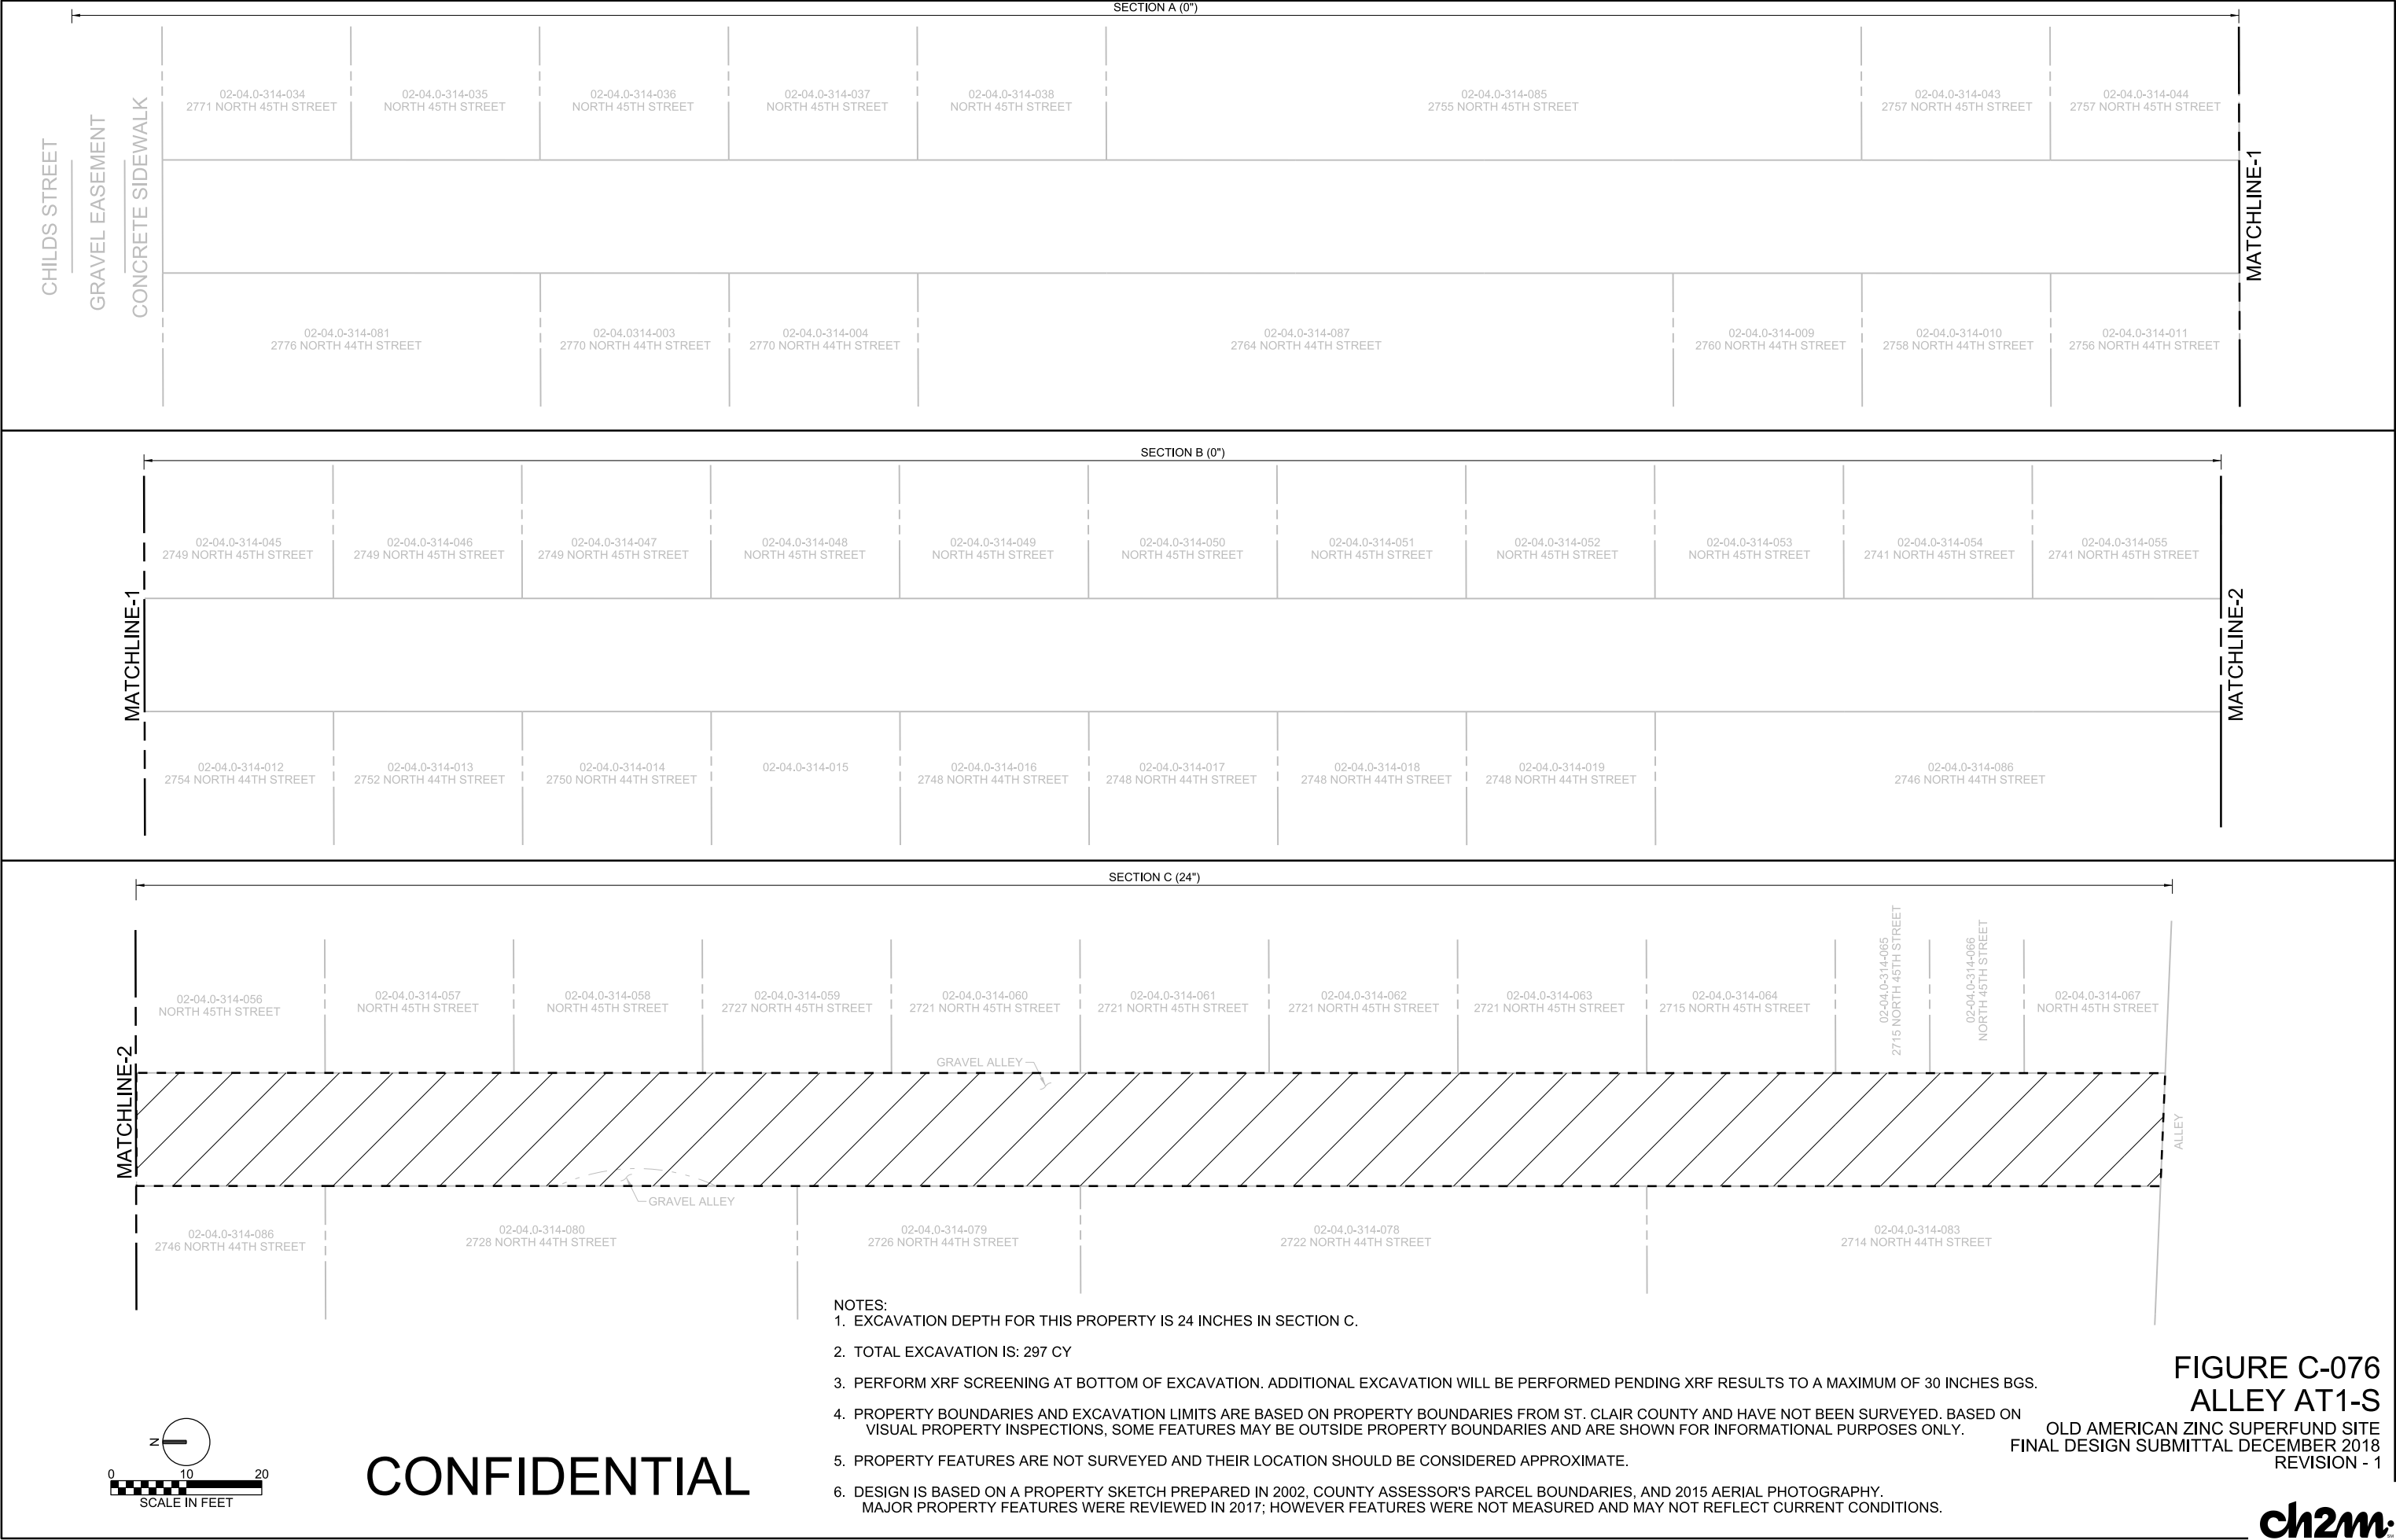 SECTION A (0")
02-04.0-314-034
2771 NORTH 45TH STREET
02-04.0-314-035
NORTH 45TH STREET
02-04.0-314-036
NORTH 45TH STREET
02-04.0-314-037
NORTH 45TH STREET
02-04.0-314-038
NORTH 45TH STREET
02-04.0-314-085
2755 NORTH 45TH STREET
02-04.0-314-043
2757 NORTH 45TH STREET
02-04.0-314-044
2757 NORTH 45TH STREET
CHILDS STREET
GRAVEL EASEMENT
CONCRETE SIDEWALK
MATCHLINE-1
02-04.0-314-081
2776 NORTH 44TH STREET
02-04.0314-003
2770 NORTH 44TH STREET
02-04.0-314-004
2770 NORTH 44TH STREET
02-04.0-314-087
2764 NORTH 44TH STREET
02-04.0-314-009
2760 NORTH 44TH STREET
02-04.0-314-010
2758 NORTH 44TH STREET
02-04.0-314-011
2756 NORTH 44TH STREET
SECTION B (0")
02-04.0-314-045
2749 NORTH 45TH STREET
02-04.0-314-046
2749 NORTH 45TH STREET
02-04.0-314-047
2749 NORTH 45TH STREET
02-04.0-314-048
NORTH 45TH STREET
02-04.0-314-049
NORTH 45TH STREET
02-04.0-314-050
NORTH 45TH STREET
02-04.0-314-051
NORTH 45TH STREET
02-04.0-314-052
NORTH 45TH STREET
02-04.0-314-053
NORTH 45TH STREET
02-04.0-314-054
2741 NORTH 45TH STREET
02-04.0-314-055
2741 NORTH 45TH STREET
MATCHLINE-1
MATCHLINE-2
02-04.0-314-012
2754 NORTH 44TH STREET
02-04.0-314-013
2752 NORTH 44TH STREET
02-04.0-314-014
2750 NORTH 44TH STREET
02-04.0-314-015
02-04.0-314-016
2748 NORTH 44TH STREET
02-04.0-314-017
2748 NORTH 44TH STREET
02-04.0-314-018
2748 NORTH 44TH STREET
02-04.0-314-019
2748 NORTH 44TH STREET
02-04.0-314-086
2746 NORTH 44TH STREET
SECTION C (24")
02-04.0-314-056
NORTH 45TH STREET
02-04.0-314-057
NORTH 45TH STREET
02-04.0-314-058
NORTH 45TH STREET
02-04.0-314-059
2727 NORTH 45TH STREET
02-04.0-314-060
2721 NORTH 45TH STREET
02-04.0-314-061
2721 NORTH 45TH STREET
02-04.0-314-062
2721 NORTH 45TH STREET
02-04.0-314-063
2721 NORTH 45TH STREET
02-04.0-314-064
2715 NORTH 45TH STREET
02-04.0-314-065
2715 NORTH 45TH STREET
02-04.0-314-066
NORTH 45TH STREET
02-04.0-314-067
NORTH 45TH STREET
MATCHLINE-2
GRAVEL ALLEY
ALLEY
GRAVEL ALLEY
02-04.0-314-086
2746 NORTH 44TH STREET
02-04.0-314-080
2728 NORTH 44TH STREET
02-04.0-314-079
2726 NORTH 44TH STREET
02-04.0-314-078
2722 NORTH 44TH STREET
02-04.0-314-083
2714 NORTH 44TH STREET
NOTES:
1. EXCAVATION DEPTH FOR THIS PROPERTY IS 24 INCHES IN SECTION C.
2. TOTAL EXCAVATION IS: 297 CY
3. PERFORM XRF SCREENING AT BOTTOM OF EXCAVATION. ADDITIONAL EXCAVATION WILL BE PERFORMED PENDING XRF RESULTS TO A MAXIMUM OF 30 INCHES BGS.
4. PROPERTY BOUNDARIES AND EXCAVATION LIMITS ARE BASED ON PROPERTY BOUNDARIES FROM ST. CLAIR COUNTY AND HAVE NOT BEEN SURVEYED. BASED ON
VISUAL PROPERTY INSPECTIONS, SOME FEATURES MAY BE OUTSIDE PROPERTY BOUNDARIES AND ARE SHOWN FOR INFORMATIONAL PURPOSES ONLY.
5. PROPERTY FEATURES ARE NOT SURVEYED AND THEIR LOCATION SHOULD BE CONSIDERED APPROXIMATE.
6. DESIGN IS BASED ON A PROPERTY SKETCH PREPARED IN 2002, COUNTY ASSESSOR'S PARCEL BOUNDARIES, AND 2015 AERIAL PHOTOGRAPHY.
MAJOR PROPERTY FEATURES WERE REVIEWED IN 2017; HOWEVER FEATURES WERE NOT MEASURED AND MAY NOT REFLECT CURRENT CONDITIONS.
N
0 10 20
SCALE IN FEET
CONFIDENTIAL
FIGURE C-076
ALLEY AT1-S
OLD AMERICAN ZINC SUPERFUND SITE
FINAL DESIGN SUBMITTAL DECEMBER 2018
REVISION - 1
ch2m: